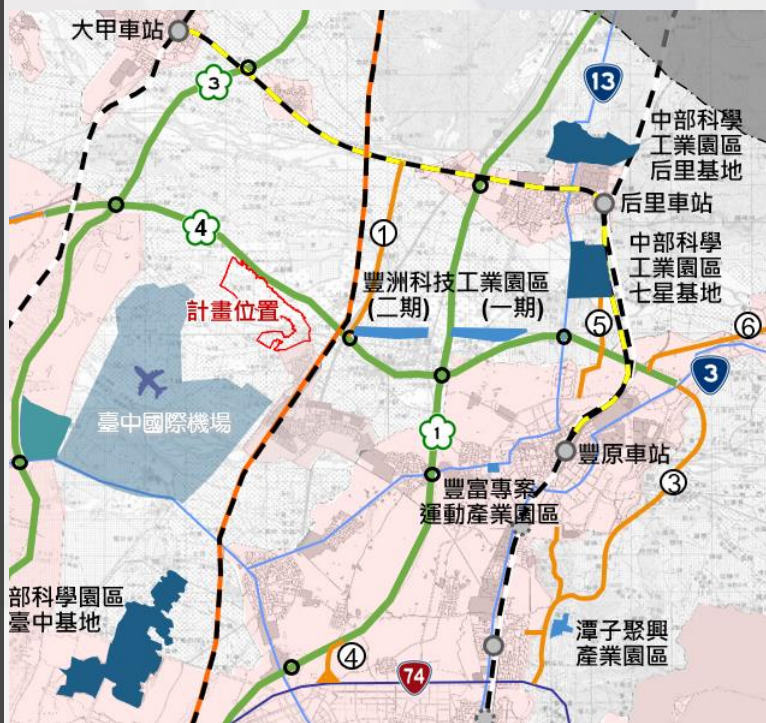 大甲車站
3
13
中部科學
工業園區
后里基地
后里車站
4
①
中部科學
工業園區
七星基地
計畫位置
豐洲科技工業園區
(二期)
(一期)
⑤
⑥
3
臺中國際機場
1
豐原車站
豐富專案
運動產業園區
③
部科學園區
臺中基地
潭子聚興
產業園區
④
74